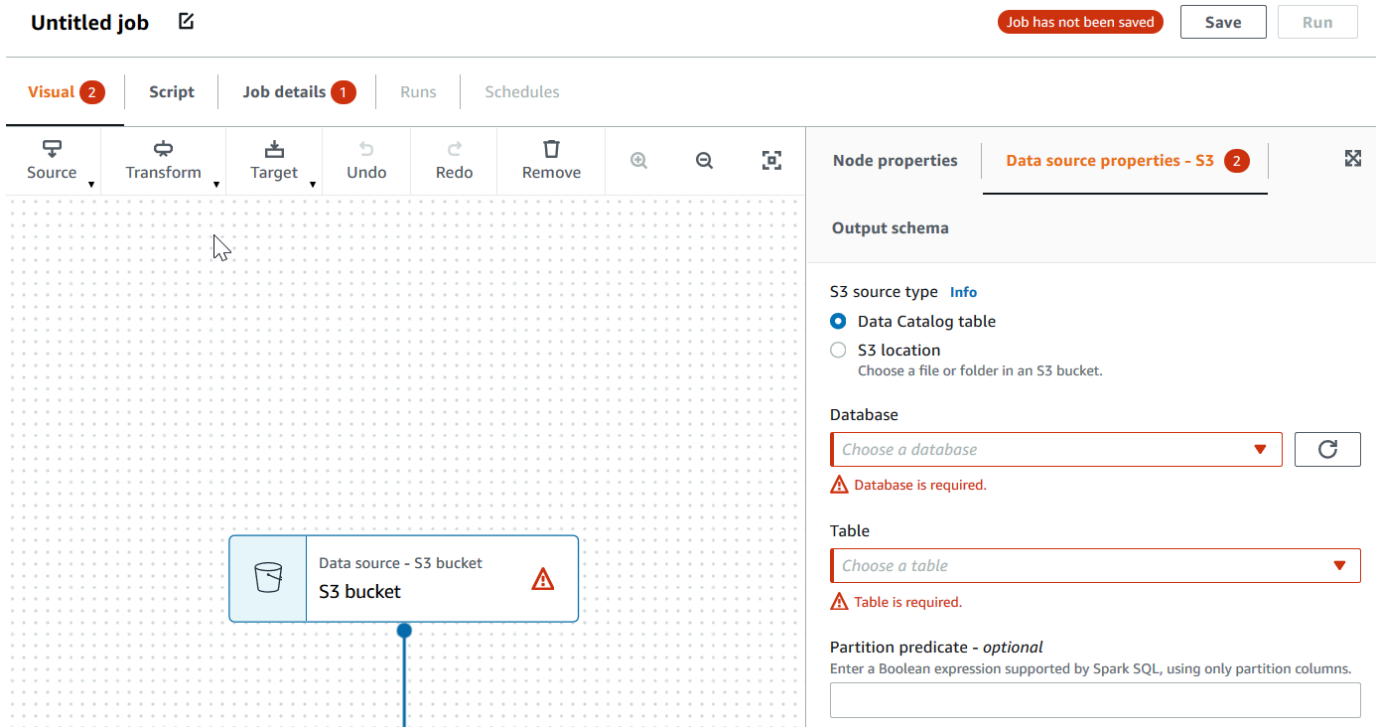 Untitled job
Job has not been saved
Save
Run
Visual 2
Script
Job details 1
Runs
Schedules
Source
Transform
Target
Undo
Redo
Remove
Node properties
Data source properties - S3 2
Output schema
S3 source type Info
Data Catalog table
S3 location
Choose a file or folder in an S3 bucket.
Database
Choose a database
Database is required.
Table
Choose a table
Table is required.
Partition predicate - optional
Enter a Boolean expression supported by Spark SQL, using only partition columns.
Data source - S3 bucket
S3 bucket